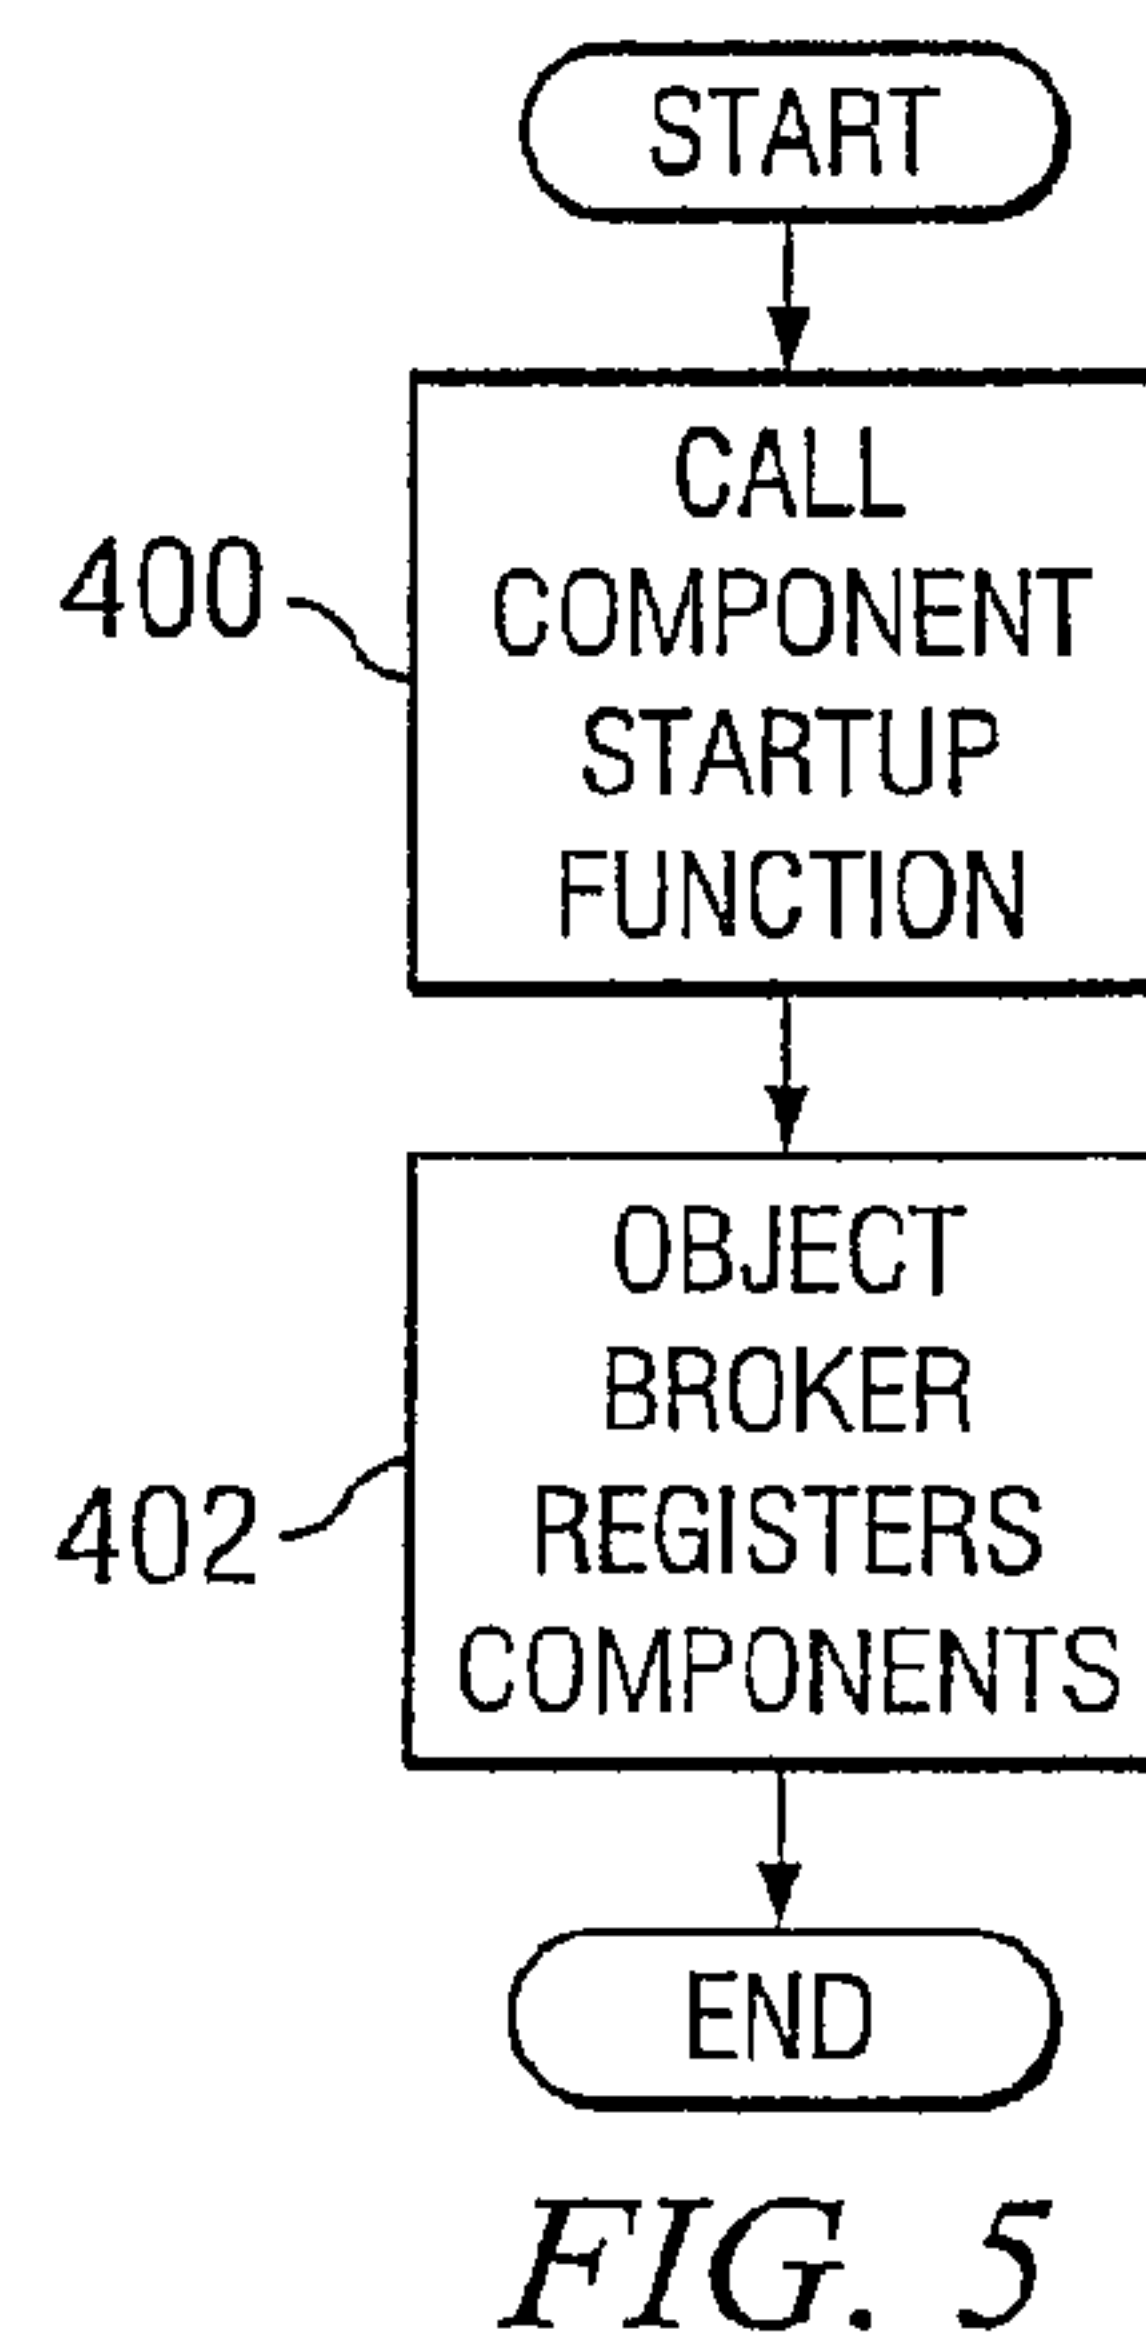 START
CALL
COMPONENT
STARTUP
FUNCTION
400
OBJECT
BROKER
REGISTERS
COMPONENTS
402
END
FIG. 5